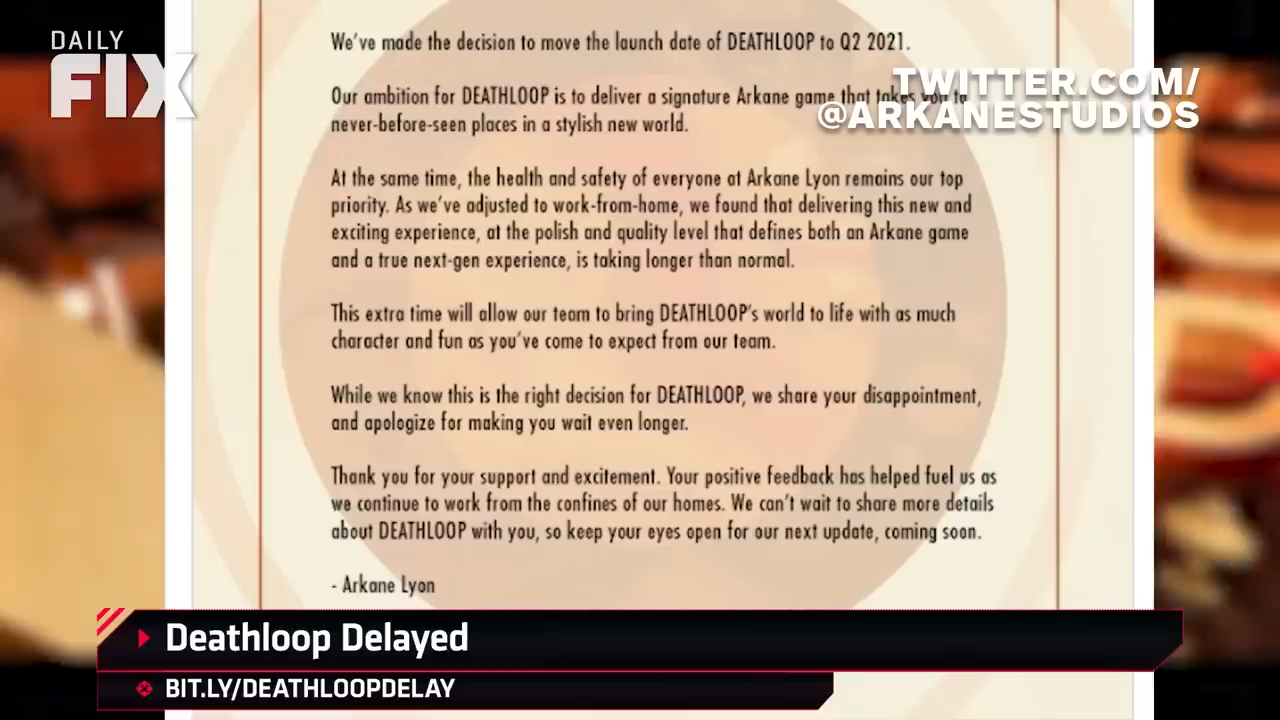 DAILY
FIX
TWITTER.COM/
@ARKANESTUDIOS
We've made the decision to move the launch date of DEATHLOOP to Q2 2021.
Our ambition for DEATHLOOP is to deliver a signature Arkane game that takes you to
never-before-seen places in a stylish new world.
At the same time, the health and safety of everyone at Arkane Lyon remains our top
priority. As we've adjusted to work-from-home, we found that delivering this new and
exciting experience, at the polish and quality level that defines both an Arkane game
and a true next-gen experience, is taking longer than normal.
This extra time will allow our team to bring DEATHLOOP's world to life with as much
character and fun as you've come to expect from our team.
While we know this is the right decision for DEATHLOOP, we share your disappointment,
and apologize for making you wait even longer.
Thank you for your support and excitement. Your positive feedback has helped fuel us as
we continue to work from the confines of our homes. We can't wait to share more details
about DEATHLOOP with you, so keep your eyes open for our next update, coming soon.
- Arkane Lyon
Deathloop Delayed
BIT.LY/DEATHLOOPDELAY